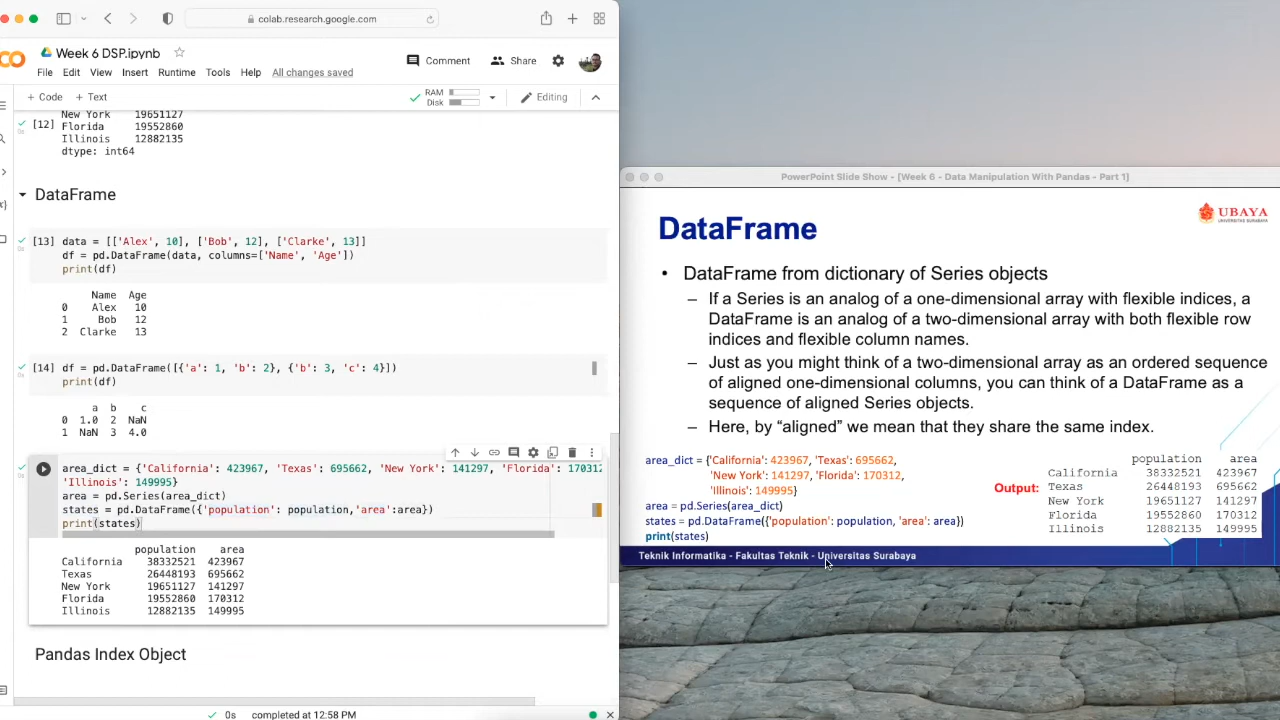 colab.research.google.com
Week 6 DSP.ipynb
Comment
Share
File Edit View Insert Runtime Tools Help All changes saved
+ Code + Text
RAM
Disk
Editing
New York 19651127
[12] Florida 19552860
Illinois 12882135
dtype: int64
DataFrame
[13] data = [['Alex', 10], ['Bob', 12], ['Clarke', 13]]
df = pd.DataFrame(data, columns=['Name', 'Age'])
print(df)
Name Age
0 Alex 10
1 Bob 12
2 Clarke 13
[14] df = pd.DataFrame([{'a': 1, 'b': 2}, {'b': 3, 'c': 4}])
print(df)
a b c
0 1.0 2 NaN
1 NaN 3 4.0
area_dict = {'California': 423967, 'Texas': 695662, 'New York': 141297, 'Florida': 170312
'Illinois': 149995}
area = pd.Series(area_dict)
states = pd.DataFrame({'population': population,'area':area})
print(states)
population area
California 38332521 423967
Texas 26448193 695662
New York 19651127 141297
Florida 19552860 170312
Illinois 12882135 149995
Pandas Index Object
0s completed at 12:58 PM
PowerPoint Slide Show - [Week 6 - Data Manipulation With Pandas - Part 1]
UBAYA
UNIVERSITAS SURABAYA
DataFrame
• DataFrame from dictionary of Series objects
– If a Series is an analog of a one-dimensional array with flexible indices, a
DataFrame is an analog of a two-dimensional array with both flexible row
indices and flexible column names.
– Just as you might think of a two-dimensional array as an ordered sequence
of aligned one-dimensional columns, you can think of a DataFrame as a
sequence of aligned Series objects.
– Here, by “aligned” we mean that they share the same index.
area_dict = {'California': 423967, 'Texas': 695662,
'New York': 141297, 'Florida': 170312,
'Illinois': 149995}
area = pd.Series(area_dict)
states = pd.DataFrame({'population': population, 'area': area})
print(states)
Output:
population area
California 38332521 423967
Texas 26448193 695662
New York 19651127 141297
Florida 19552860 170312
Illinois 12882135 149995
Teknik Informatika - Fakultas Teknik - Universitas Surabaya